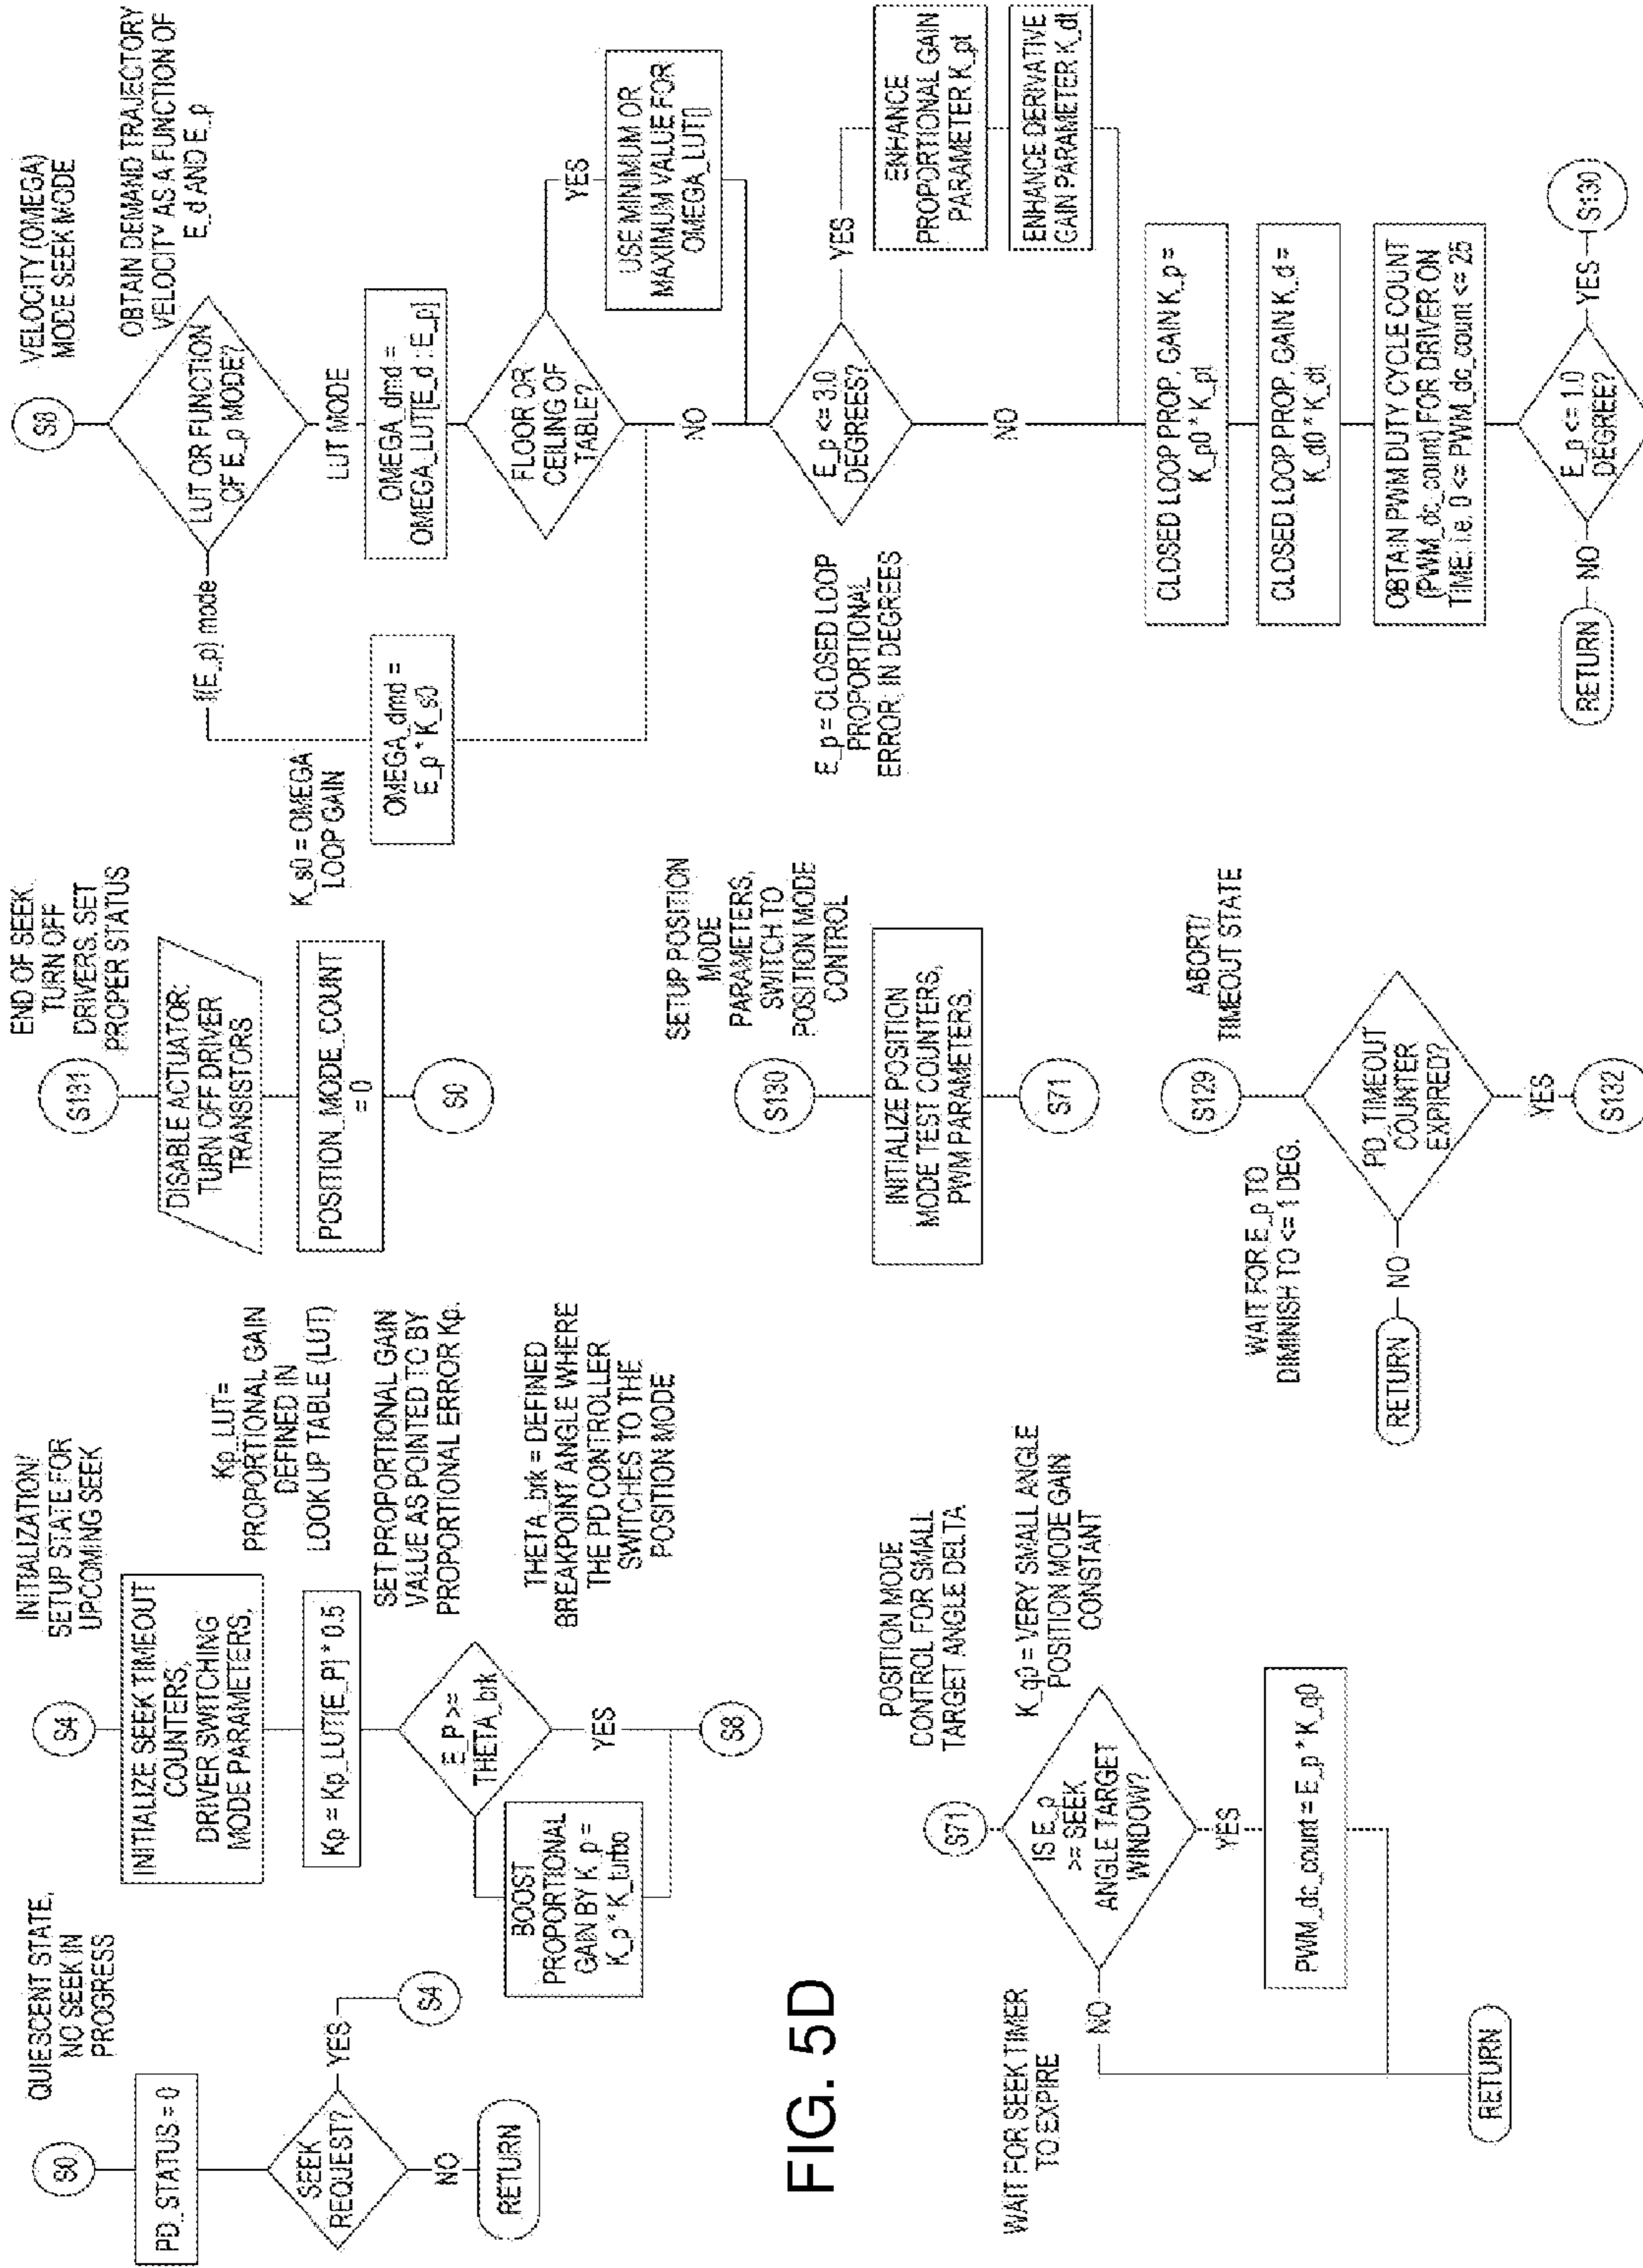 S0
QUIESCENT STATE,
NO SEEK IN
PROGRESS
PD_STATUS = 0
SEEK
REQUEST?
YES
S4
NO
RETURN
S4
INITIALIZATION/
SETUP STATE FOR
UPCOMING SEEK
INITIALIZE SEEK TIMEOUT
COUNTERS,
DRIVER SWITCHING
MODE PARAMETERS,
Kp_LUT=
PROPORTIONAL GAIN
DEFINED IN
LOOK UP TABLE (LUT)
Kp = Kp_LUT[E_P] * 0.5
SET PROPORTIONAL GAIN
VALUE AS POINTED TO BY
PROPORTIONAL ERROR Kp.
E_P >=
THETA_brk
THETA_brk = DEFINED
BREAKPOINT ANGLE WHERE
THE PD CONTROLLER
SWITCHES TO THE
POSITION MODE
BOOST
PROPORTIONAL
GAIN BY K_p =
K_p * K_turbo
YES
S8
S131
END OF SEEK.
TURN OFF
DRIVERS, SET
PROPER STATUS
DISABLE ACTUATOR:
TURN OFF DRIVER
TRANSISTORS
POSITION_MODE_COUNT
=0
S0
S8
VELOCITY (OMEGA)
MODE SEEK MODE
LUT OR FUNCTION
OF E_p MODE?
OBTAIN DEMAND TRAJECTORY
VELOCITY AS A FUNCTION OF
E_d AND E_p
f(E_p) mode
LUT MODE
K_s0 = OMEGA
LOOP GAIN
OMEGA_dmd =
E_p * K_s0
OMEGA_dmd =
OMEGA_LUT[E_d : E_p]
FLOOR OR
CEILING OF
TABLE?
YES
USE MINIMUM OR
MAXIMUM VALUE FOR
OMEGA_LUT[]
NO
E_p = CLOSED LOOP
PROPORTIONAL
ERROR, IN DEGREES
E_p <= 3.0
DEGREES?
YES
ENHANCE
PROPORTIONAL GAIN
PARAMETER K_pt
ENHANCE DERIVATIVE
GAIN PARAMETER K_dt
NO
CLOSED LOOP PROP. GAIN K_p =
K_p0 * K_pt
CLOSED LOOP PROP. GAIN K_d =
K_d0 * K_dt
OBTAIN PWM DUTY CYCLE COUNT
(PWM_dc_count) FOR DRIVER ON
TIME, i.e. 0 <= PWM_dc_count <= 25
E_p <= 1.0
DEGREE?
NO
RETURN
YES
S130
FIG. 5D
S71
POSITION MODE
CONTROL FOR SMALL
TARGET ANGLE DELTA
WAIT FOR SEEK TIMER
TO EXPIRE
IS E_p
>= SEEK
ANGLE TARGET
WINDOW?
K_q0 = VERY SMALL ANGLE
POSITION MODE GAIN
CONSTANT
NO
YES
PWM_dc_count = E_p * K_q0
RETURN
S130
SETUP POSITION
MODE
PARAMETERS,
SWITCH TO
POSITION MODE
CONTROL
INITIALIZE POSITION
MODE TEST COUNTERS,
PWM PARAMETERS.
S71
S129
ABORT/
TIMEOUT STATE
WAIT FOR E_p TO
DIMINISH TO <= 1 DEG.
PD_TIMEOUT
COUNTER
EXPIRED?
NO
RETURN
YES
S132